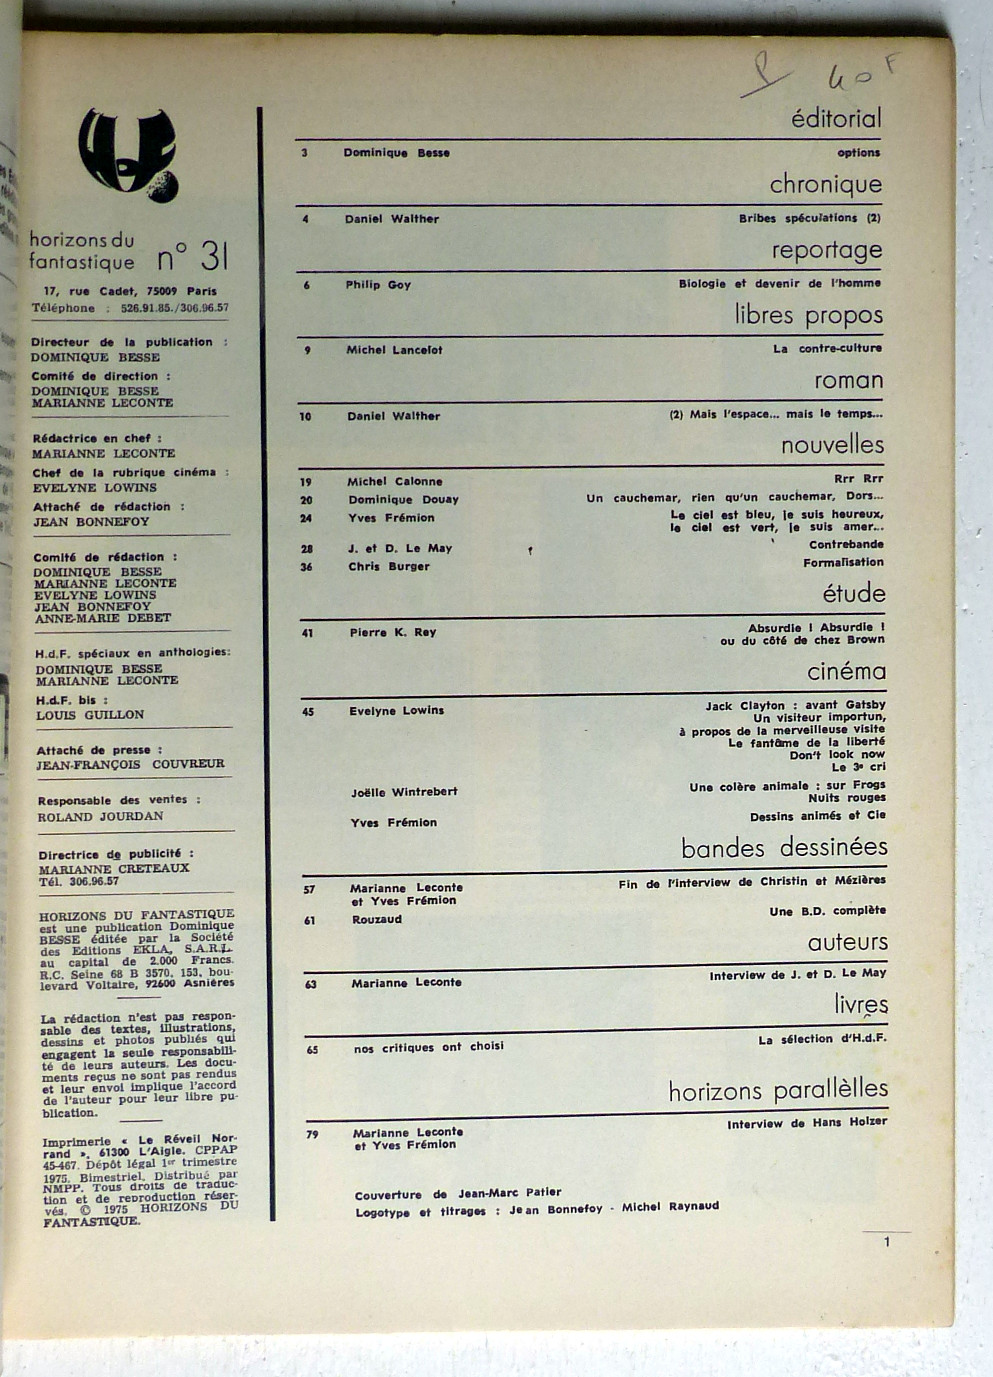 40 F
horizons du
fantastique n° 31
17, rue Cadet, 75009 Paris
Téléphone : 526.91.85./306.96.57
Directeur de la publication :
DOMINIQUE BESSE
Comité de direction :
DOMINIQUE BESSE
MARIANNE LECONTE
Rédactrice en chef :
MARIANNE LECONTE
Chef de la rubrique cinéma :
EVELYNE LOWINS
Attaché de rédaction :
JEAN BONNEFOY
Comité de rédaction :
DOMINIQUE BESSE
MARIANNE LECONTE
EVELYNE LOWINS
JEAN BONNEFOY
ANNE-MARIE DEBET
H.d.F. spéciaux en anthologies:
DOMINIQUE BESSE
MARIANNE LECONTE
H.d.F. bis :
LOUIS GUILLON
Attaché de presse :
JEAN-FRANÇOIS COUVREUR
Responsable des ventes :
ROLAND JOURDAN
Directrice de publicité :
MARIANNE CRETEAUX
Tél. 306.96.57
HORIZONS DU FANTASTIQUE
est une publication Dominique
BESSE éditée par la Société
des Editions EKLA, S.A.R.L.
au capital de 2.000 Francs.
R.C. Seine 68 B 3570. 153, bou-
levard Voltaire, 92600 Asnières
La rédaction n'est pas respon-
sable des textes, illustrations,
dessins et photos publiés qui
engagent la seule responsabili-
té de leurs auteurs. Les docu-
ments reçus ne sont pas rendus
et leur envoi implique l'accord
de l'auteur pour leur libre pu-
blication.
Imprimerie « Le Réveil Nor-
rand », 61300 L'Aigle. CPPAP
45-467. Dépôt légal 1er trimestre
1975. Bimestriel. Distribué par
NMPP. Tous droits de traduc-
tion et de reproduction réser-
vés. © 1975 HORIZONS DU
FANTASTIQUE.
éditorial
3 Dominique Besse options
chronique
4 Daniel Walther Bribes spéculations (2)
reportage
6 Philip Goy Biologie et devenir de l'homme
libres propos
9 Michel Lancelot La contre-culture
roman
10 Daniel Walther (2) Mais l'espace... mais le temps...
nouvelles
19 Michel Calonne Rrr Rrr
20 Dominique Douay Un cauchemar, rien qu'un cauchemar, Dors...
24 Yves Frémion Le ciel est bleu, je suis heureux,
le ciel est vert, je suis amer...
28 J. et D. Le May Contrebande
36 Chris Burger Formalisation
étude
41 Pierre K. Rey Absurdie ! Absurdie !
ou du côté de chez Brown
cinéma
45 Evelyne Lowins Jack Clayton : avant Gatsby
Un visiteur importun,
à propos de la merveilleuse visite
Le fantôme de la liberté
Don't look now
Le 3e cri
Joëlle Wintrebert Une colère animale : sur Frogs
Nuits rouges
Yves Frémion Dessins animés et Cie
bandes dessinées
57 Marianne Leconte Fin de l'interview de Christin et Mézières
et Yves Frémion
61 Rouzaud Une B.D. complète
auteurs
63 Marianne Leconte Interview de J. et D. Le May
livres
65 nos critiques ont choisi La sélection d'H.d.F.
horizons parallèlles
79 Marianne Leconte Interview de Hans Holzer
et Yves Frémion
Couverture de Jean-Marc Patier
Logotype et titrages : Jean Bonnefoy - Michel Raynaud
1